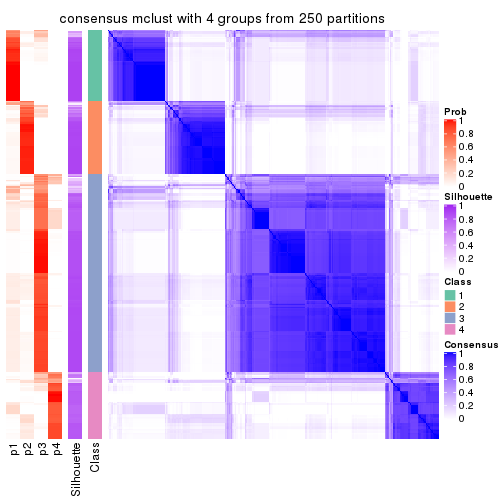 consensus mclust with 4 groups from 250 partitions
Prob
1
0.8
0.6
0.4
0.2
0
Silhouette
1
0.8
0.6
0.4
0.2
0
Class
1
2
3
4
Consensus
1
0.8
0.6
0.4
0.2
0
p1
p2
p3
p4
Silhouette
Class